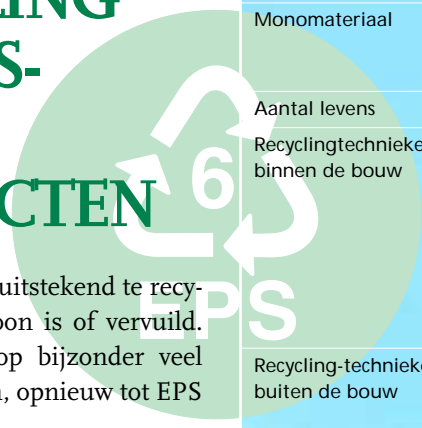 LING
S-
CTEN
uitstekend te recy-
oon is of vervuild.
op bijzonder veel
n, opnieuw tot EPS
6
EPS
Monomateriaal
Aantal levens
Recyclingtechnieke
binnen de bouw
Recycling-technieke
buiten de bouw